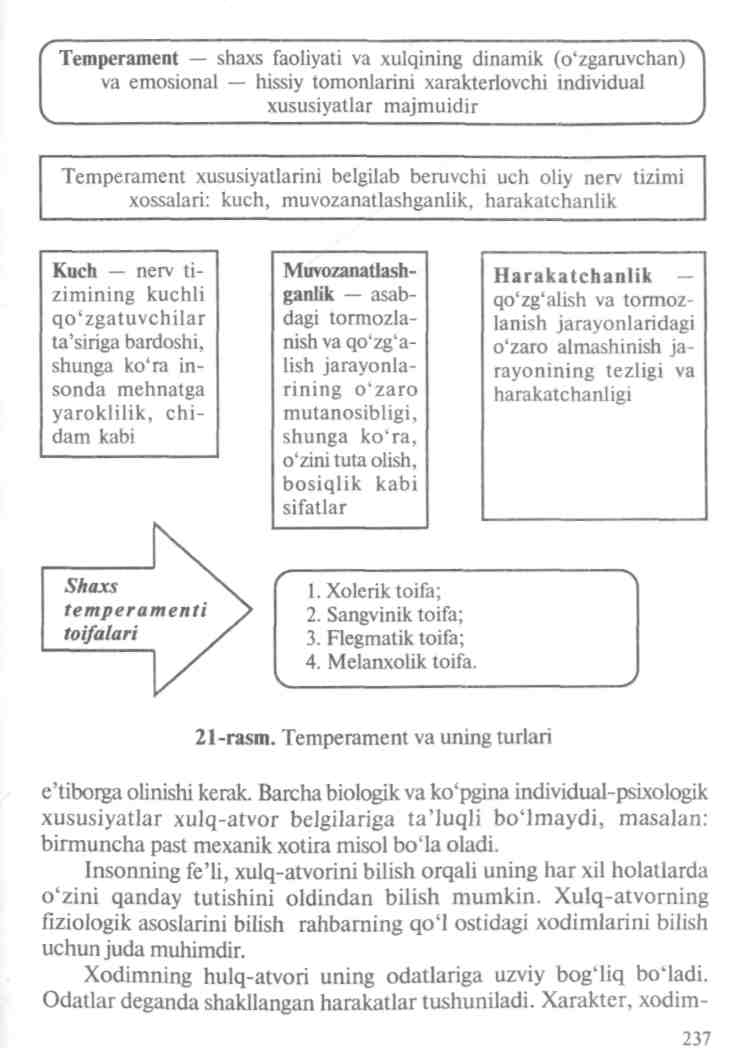 Temperament — shaxs faoliyati va xulqining dinamik (o‘zgaruvchan)
va emosional — hissiy tomonlarini xarakterlovchi individual
xususiyatlar majmuidir
Temperament xususiyatlarini belgilab beruvchi uch oliy nerv tizimi
xossalari: kuch, muvozanatlashganlik, harakatchanlik
Kuch — nerv ti-
zimining kuchli
qo‘zgatuvchilar
ta’siriga bardoshi,
shunga ko‘ra in-
sonda mehnatga
yaroklilik, chi-
dam kabi
Muvozanatlash-
ganlik — asab-
dagi tormozla-
nish va qo‘zg‘a-
lish jarayonla-
rining o‘zaro
mutanosibligi,
shunga ko‘ra,
o‘zini tuta olish,
bosiqlik kabi
sifatlar
Harakatchanlik —
qo‘zg‘alish va tormoz-
lanish jarayonlaridagi
o‘zaro almashinish ja-
rayonining tezligi va
harakatchanligi
Shaxs
temperamenti
toifalari
1. Xolerik toifa;
2. Sangvinik toifa;
3. Flegmatik toifa;
4. Melanxolik toifa.
21-rasm. Temperament va uning turlari
e’tiborga olinishi kerak. Barcha biologik va ko‘pgina individual-psixologik
xususiyatlar xulq-atvor belgilariga ta’luqli bo‘lmaydi, masalan:
birmuncha past mexanik xotira misol bo‘la oladi.
Insonning fe’li, xulq-atvorini bilish orqali uning har xil holatlarda
o‘zini qanday tutishini oldindan bilish mumkin. Xulq-atvorning
fiziologik asoslarini bilish rahbarning qo‘l ostidagi xodimlarini bilish
uchun juda muhimdir.
Xodimning hulq-atvori uning odatlariga uzviy bog‘liq bo‘ladi.
Odatlar deganda shakllangan harakatlar tushuniladi. Xarakter, xodim-
237